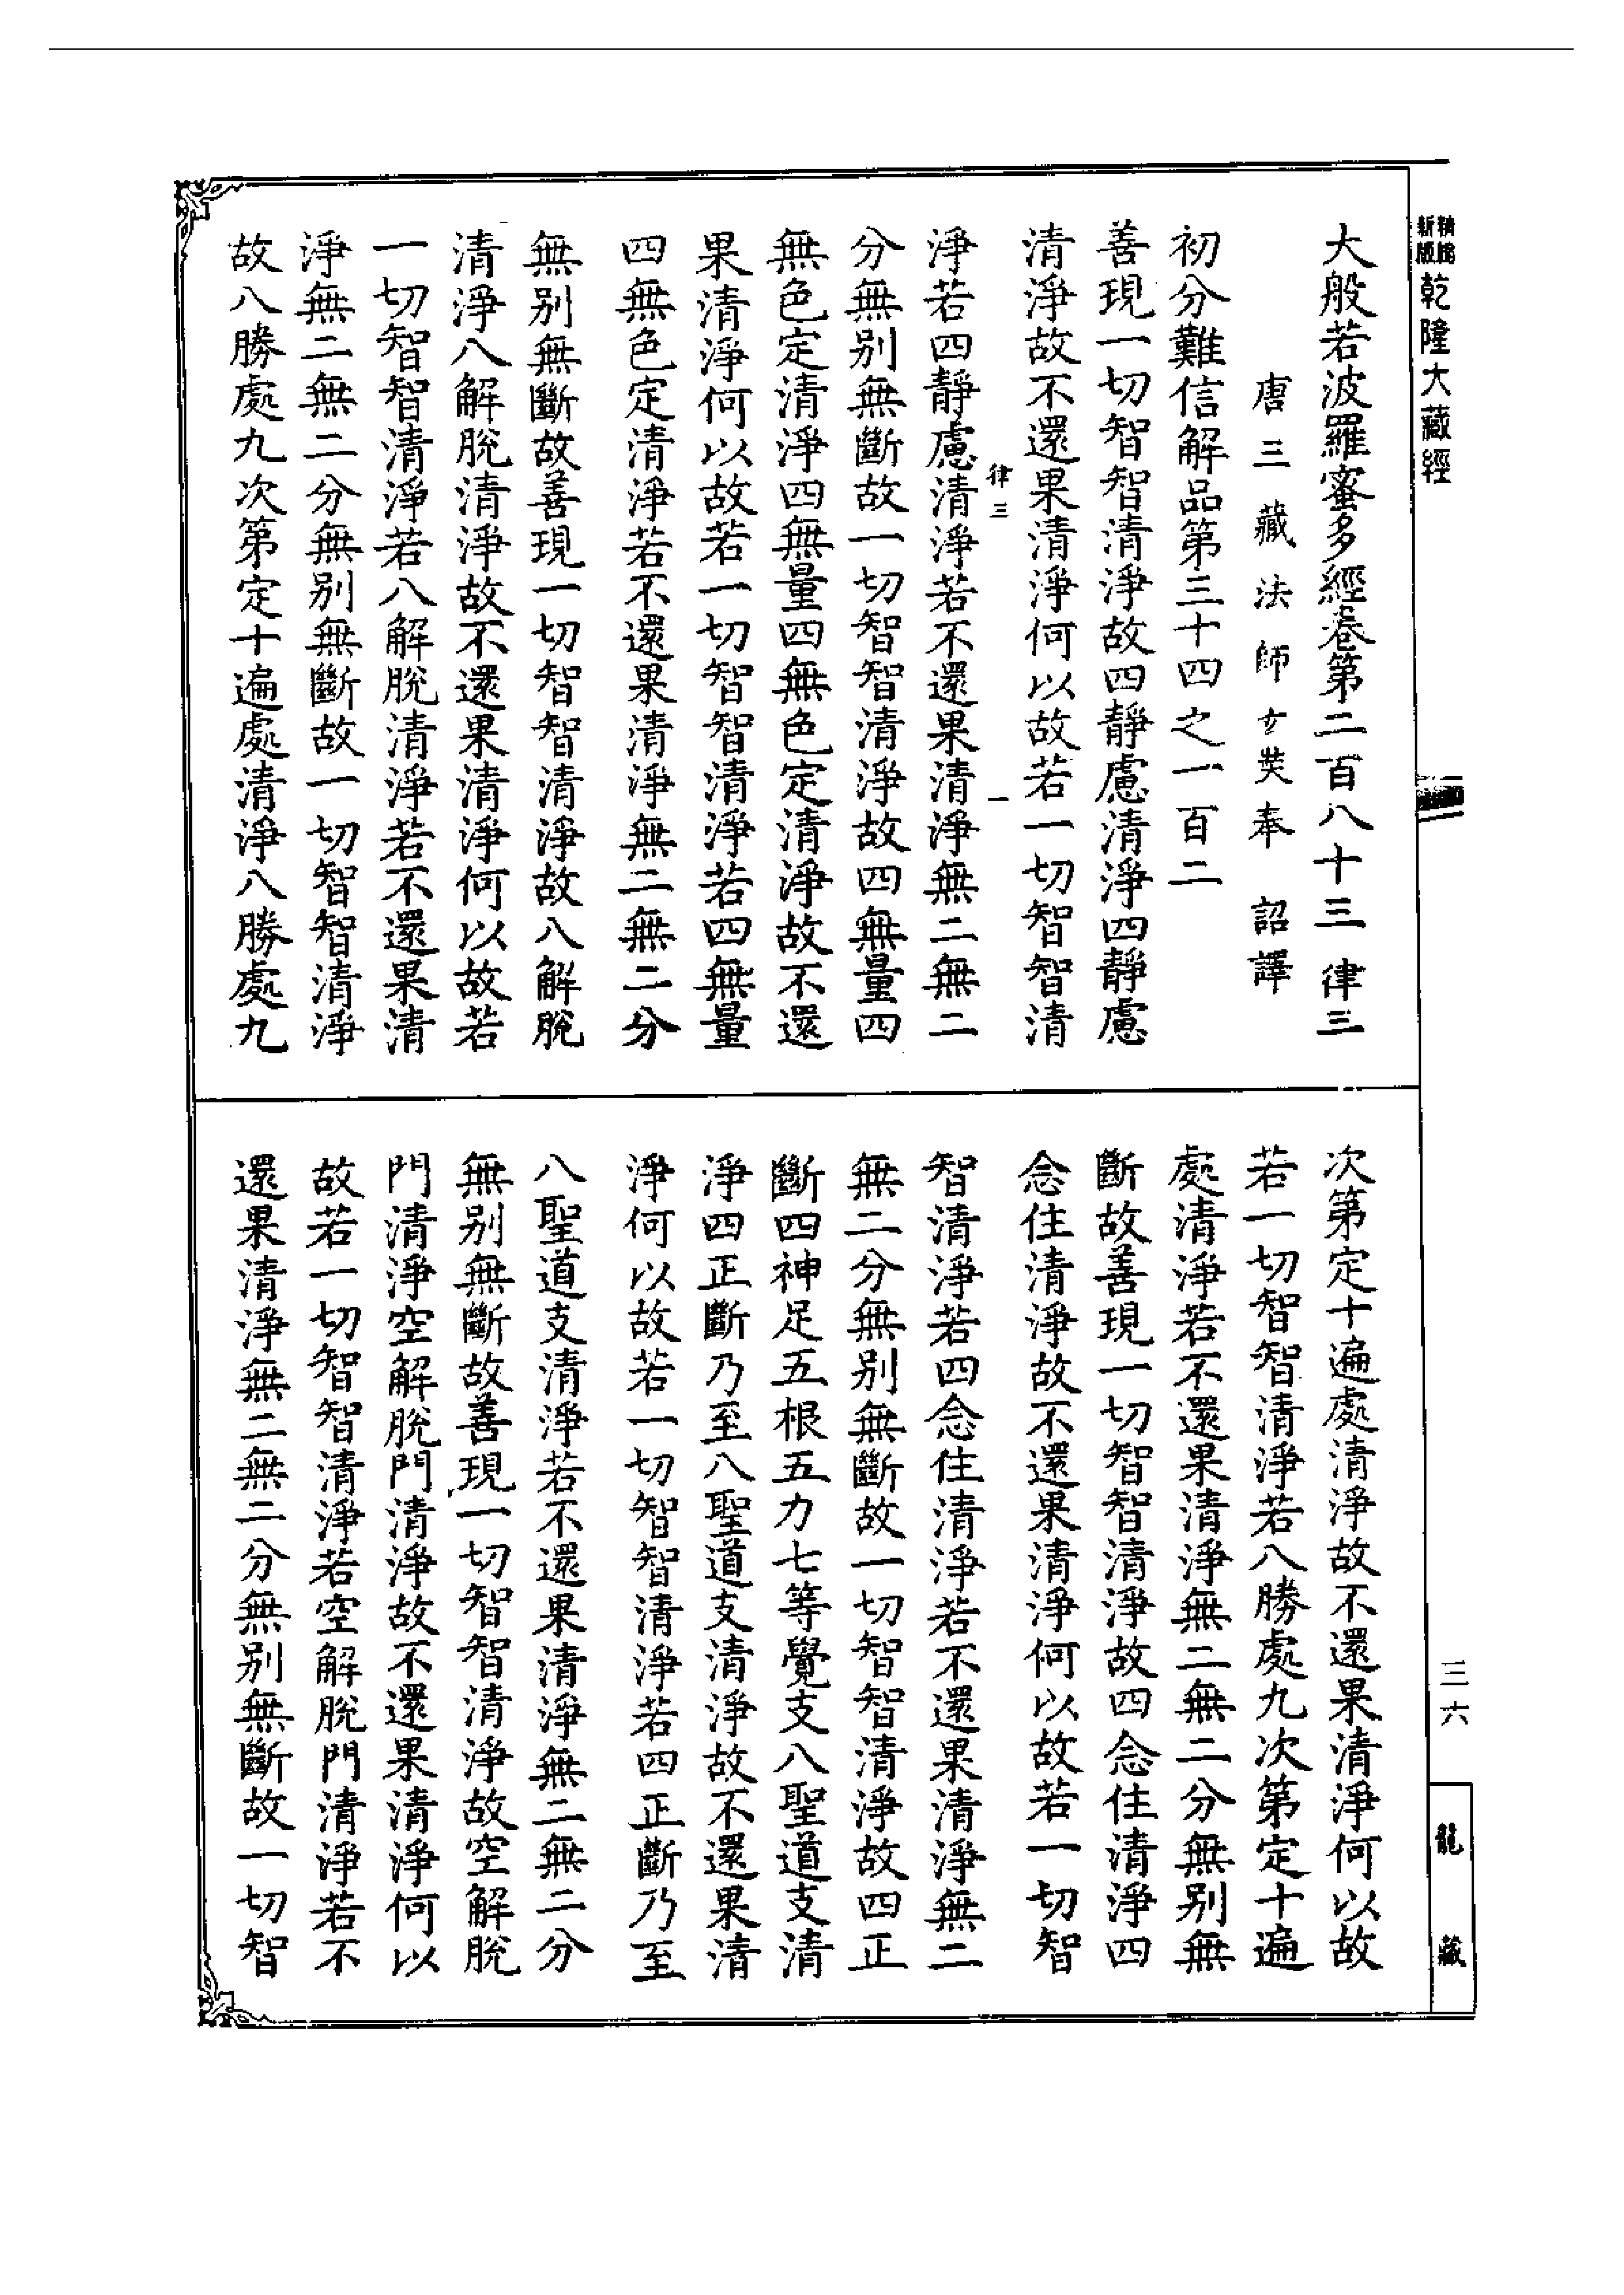 乾隆大藏經
大般若波羅蜜多經卷第二百八十三 律三
唐三藏法師玄奘奉 詔譯
初分難信解品第三十四之一百二
善現一切智智清淨故四靜慮清淨四靜慮
清淨故不還果清淨何以故若一切智智清
律三 一
淨若四靜慮清淨若不還果清淨無二無二
分無別無斷故一切智智清淨故四無量四
無色定清淨四無量四無色定清淨故不還
果清淨何以故若一切智智清淨若四無量
四無色定清淨若不還果清淨無二無二分
無別無斷故善現一切智智清淨故八解脫
清淨八解脫清淨故不還果清淨何以故若
一切智智清淨若八解脫清淨若不還果清
淨無二無二分無別無斷故一切智智清淨
故八勝處九次第定十遍處清淨八勝處九
次第定十遍處清淨故不還果清淨何以故
若一切智智清淨若八勝處九次第定十遍
處清淨若不還果清淨無二無二分無別無
斷故善現一切智智清淨故四念住清淨四
念住清淨故不還果清淨何以故若一切智
智清淨若四念住清淨若不還果清淨無二
無二分無別無斷故一切智智清淨故四正
斷四神足五根五力七等覺支八聖道支清
淨四正斷乃至八聖道支清淨故不還果清
淨何以故若一切智智清淨若四正斷乃至
八聖道支清淨若不還果清淨無二無二分
無別無斷故善現一切智智清淨故空解脫
門清淨空解脫門清淨故不還果清淨何以
故若一切智智清淨若空解脫門清淨若不
還果清淨無二無二分無別無斷故一切智
三六
龍藏